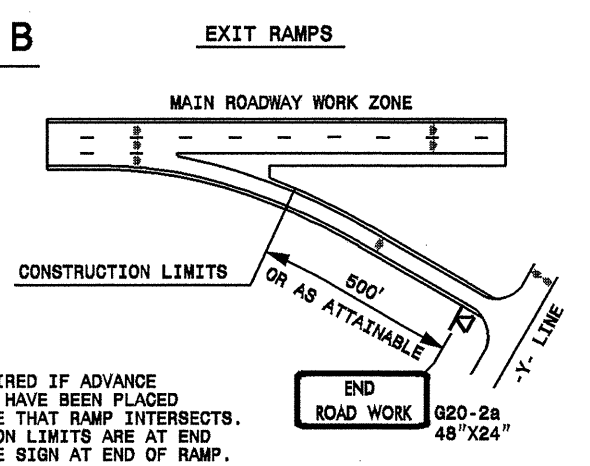 B
EXIT RAMPS
MAIN ROADWAY WORK ZONE
CONSTRUCTION LIMITS
500'
OR AS ATTAINABLE
-Y- LINE
END
ROAD WORK
G20-2a
48"X24"
IRED IF ADVANCE
HAVE BEEN PLACED
E THAT RAMP INTERSECTS.
ON LIMITS ARE AT END
E SIGN AT END OF RAMP.